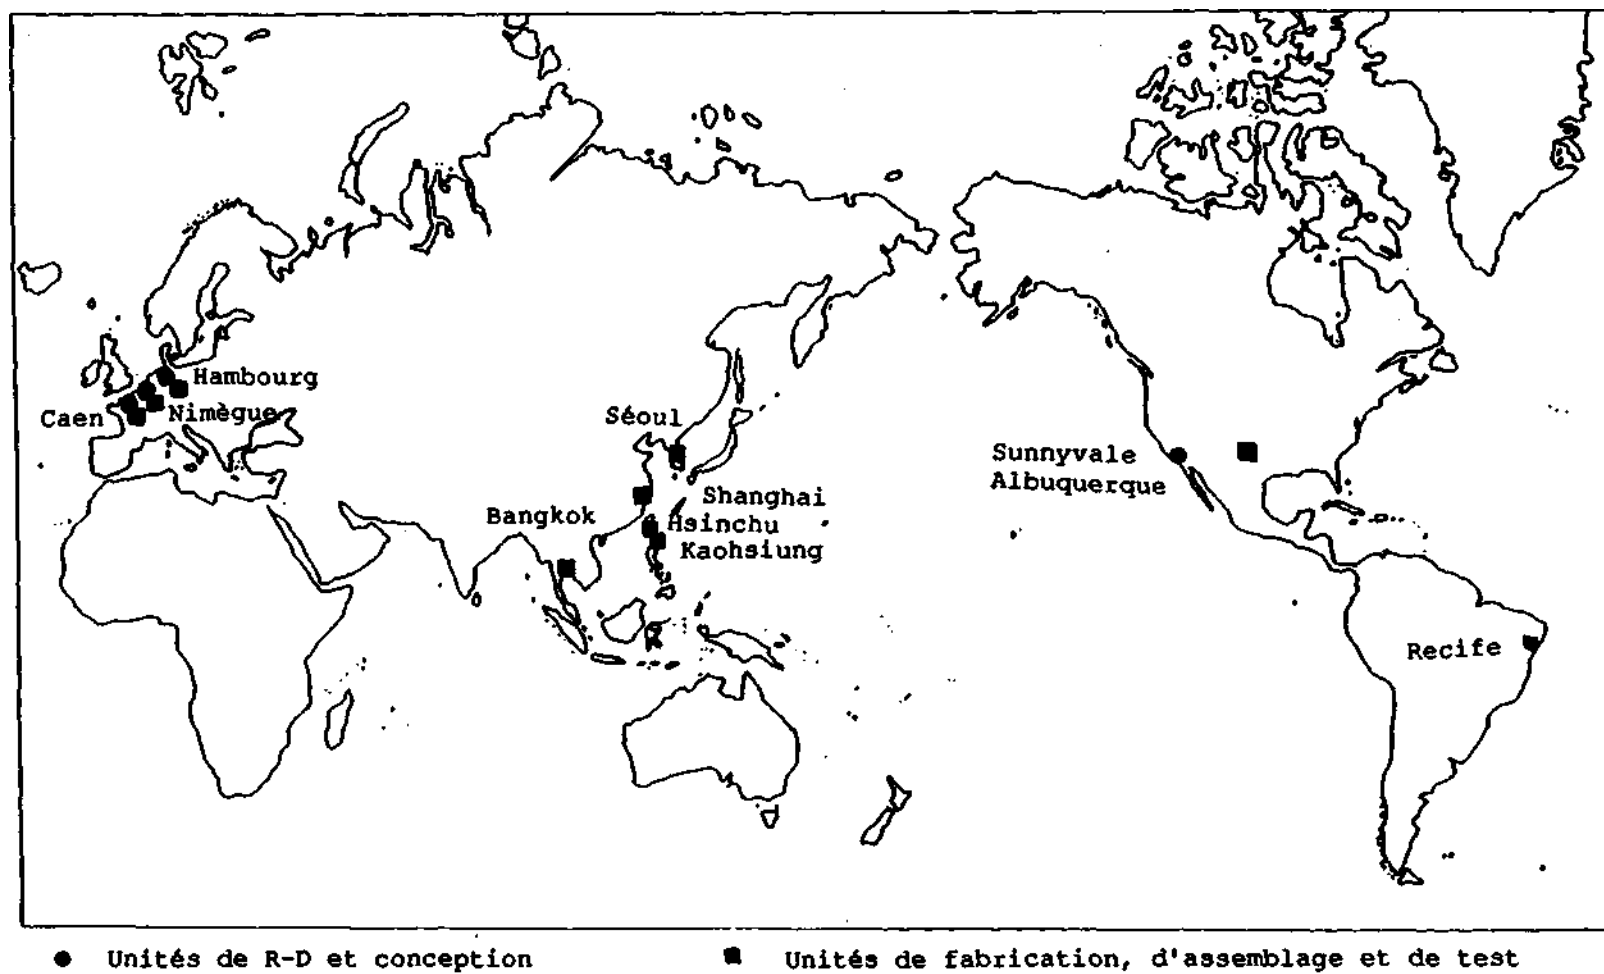 Hambourg
Caen
Nimègue
Séoul
Sunnyvale
Albuquerque
Shanghai
Bangkok
Hsinchu
Kaohsiung
Recife
Unités de R-D et conception
Unités de fabrication, d'assemblage et de test